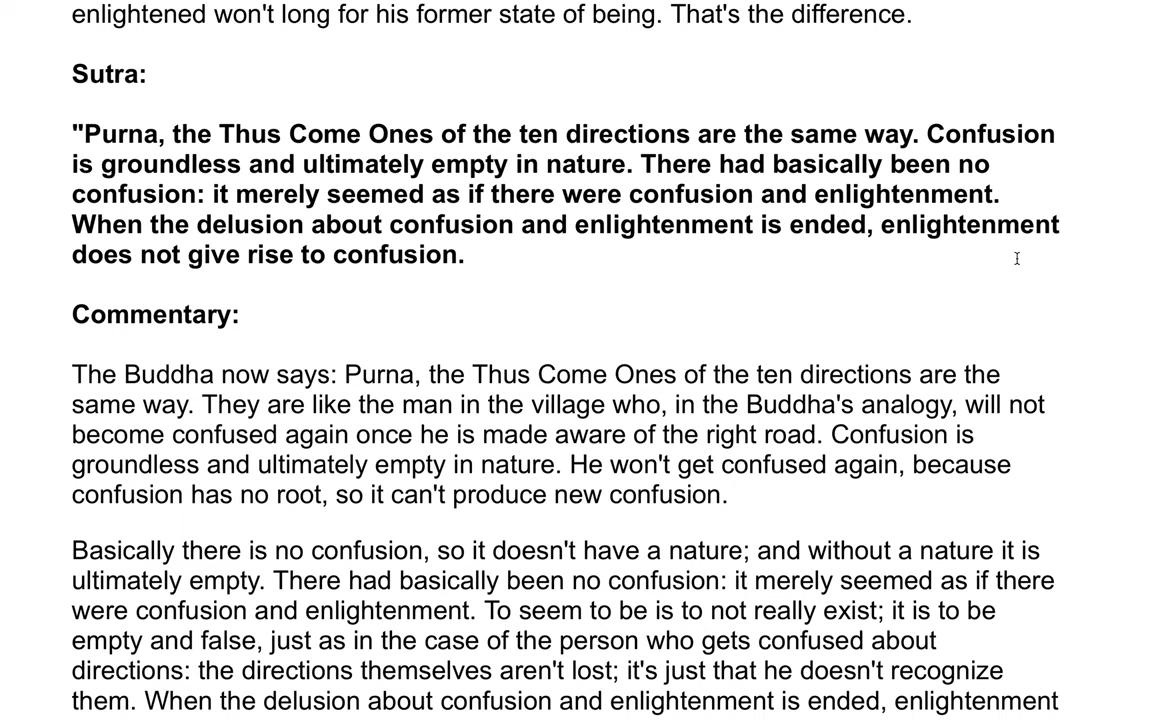 enlightened won't long for his former state of being. That's the difference.
Sutra:
"Purna, the Thus Come Ones of the ten directions are the same way. Confusion
is groundless and ultimately empty in nature. There had basically been no
confusion: it merely seemed as if there were confusion and enlightenment.
When the delusion about confusion and enlightenment is ended, enlightenment
does not give rise to confusion.
Commentary:
The Buddha now says: Purna, the Thus Come Ones of the ten directions are the
same way. They are like the man in the village who, in the Buddha's analogy, will not
become confused again once he is made aware of the right road. Confusion is
groundless and ultimately empty in nature. He won't get confused again, because
confusion has no root, so it can't produce new confusion.
Basically there is no confusion, so it doesn't have a nature; and without a nature it is
ultimately empty. There had basically been no confusion: it merely seemed as if there
were confusion and enlightenment. To seem to be is to not really exist; it is to be
empty and false, just as in the case of the person who gets confused about
directions: the directions themselves aren't lost; it's just that he doesn't recognize
them. When the delusion about confusion and enlightenment is ended, enlightenment